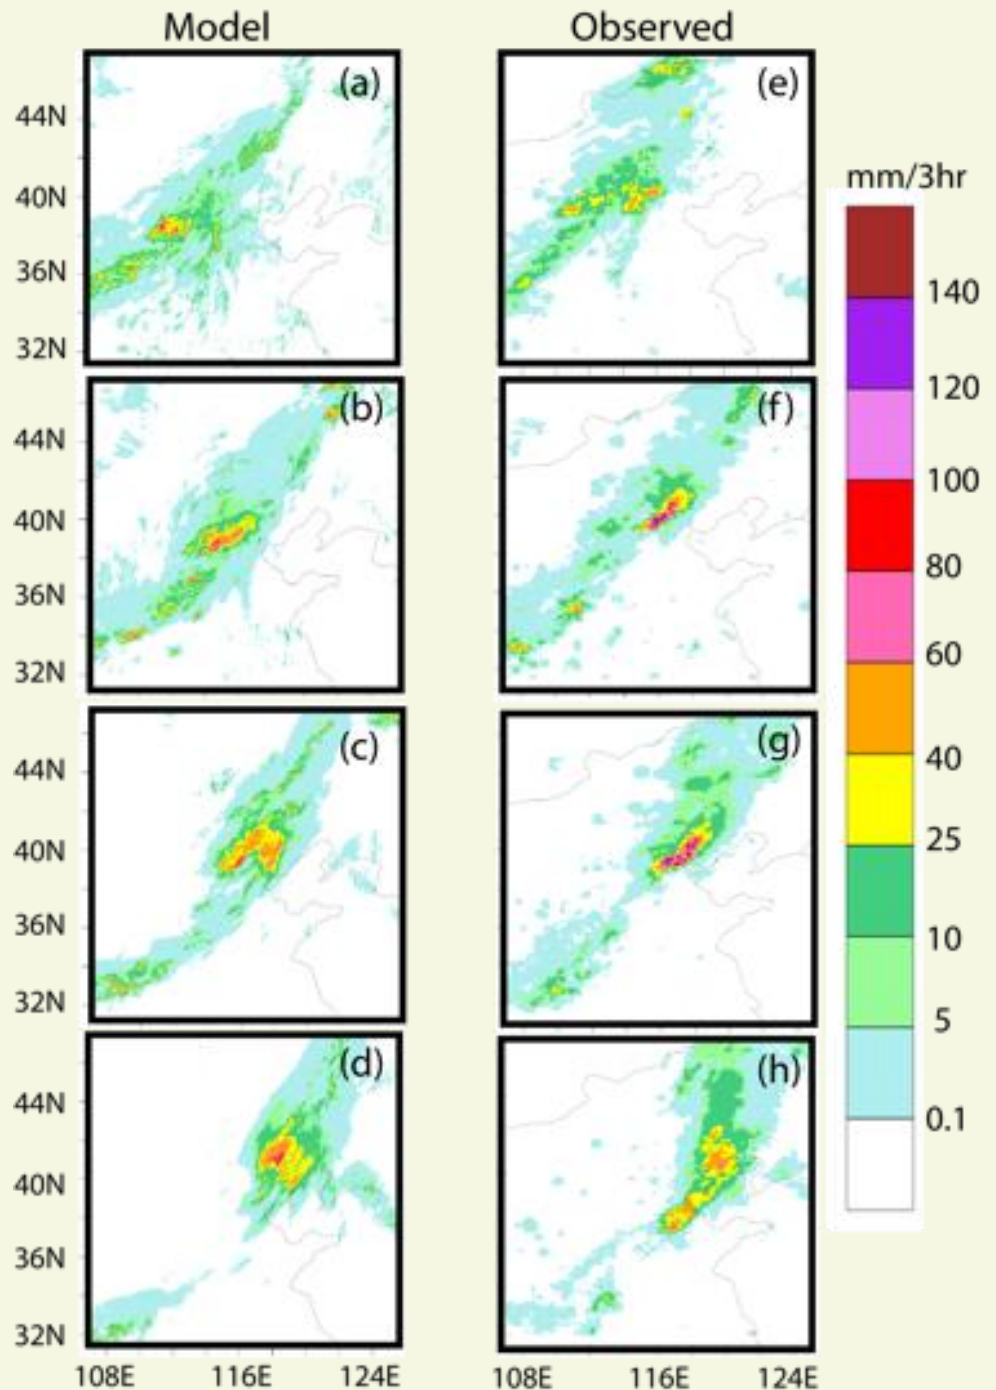 Model
Observed
(a)
44N
40N
36N
32N
(e)
mm/3hr
140
120
100
80
60
40
25
10
5
0.1
(b)
44N
40N
36N
32N
(f)
(c)
44N
40N
36N
32N
(g)
(d)
44N
40N
36N
32N
(h)
108E 116E 124E
108E 116E 124E